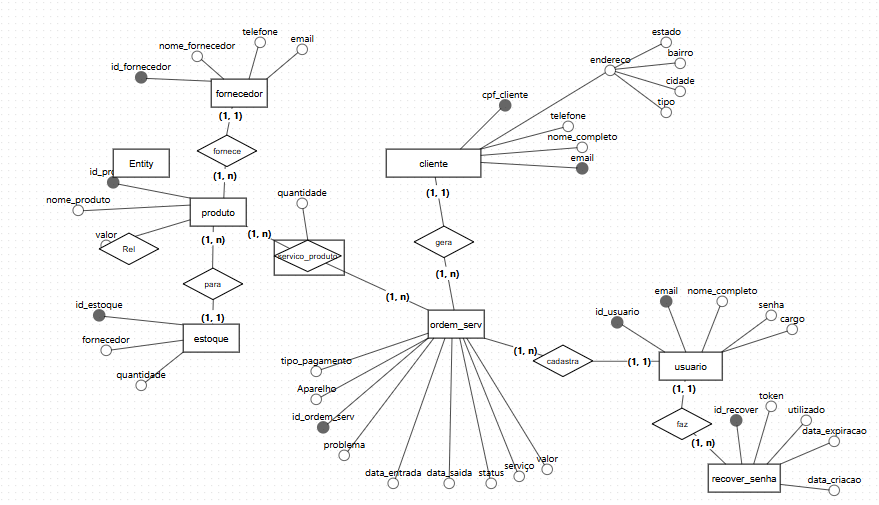 telefone
estado
nome_fornecedor
email
bairro
id_fornecedor
endereço
cidade
fornecedor
cpf_cliente
tipo
(1, 1)
telefone
nome_completo
fornece
Entity
cliente
email
id_pr
(1, n)
(1, 1)
quantidade
nome_produto
produto
valor
(1, n)
(1, n)
gera
Rel
servico_produto
(1, n)
para
(1, n)
email
nome_completo
id_estoque
senha
id_usuario
cargo
(1, 1)
ordem_serv
fornecedor
estoque
(1, n)
tipo_pagamento
cadastra
(1, 1)
usuario
quantidade
Aparelho
(1, 1)
token
id_ordem_serv
id_recover
utilizado
faz
data_expiracao
problema
(1, n)
valor
serviço
data_entrada
data_saida
status
recover_senha
data_criacao